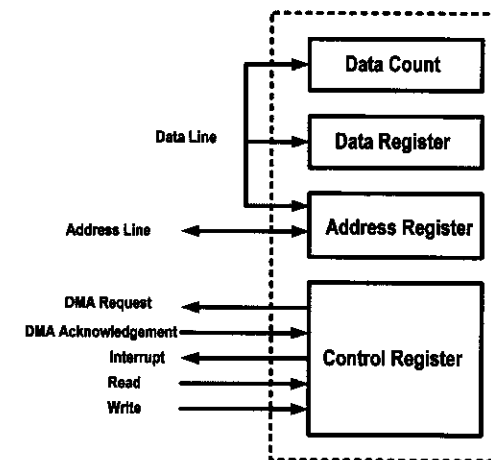 Data Count
Data Line
Data Register
Address Line
Address Register
DMA Request
DMA Acknowledgement
Interrupt
Control Register
Read
Write